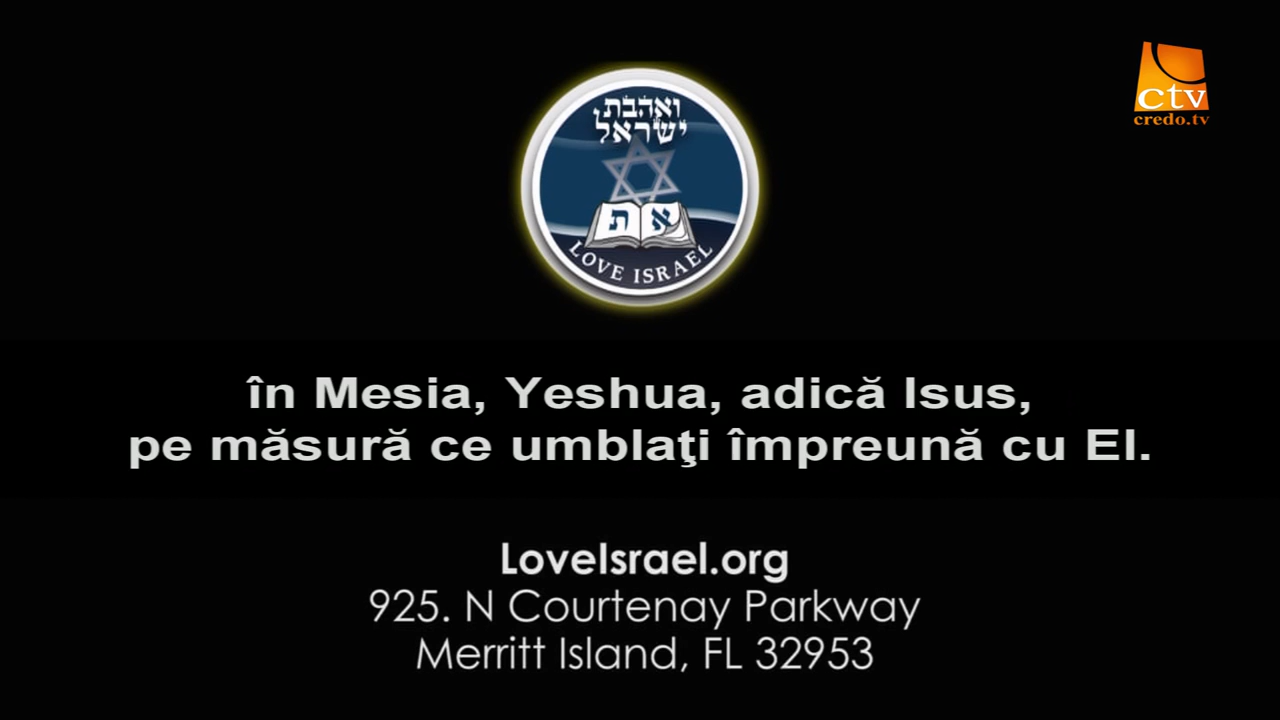 ctv
credo.tv
ואהבת
ישראל
ת א
LOVE ISRAEL
în Mesia, Yeshua, adică Isus,
pe măsură ce umblaţi împreună cu El.
LoveIsrael.org
925. N Courtenay Parkway
Merritt Island, FL 32953